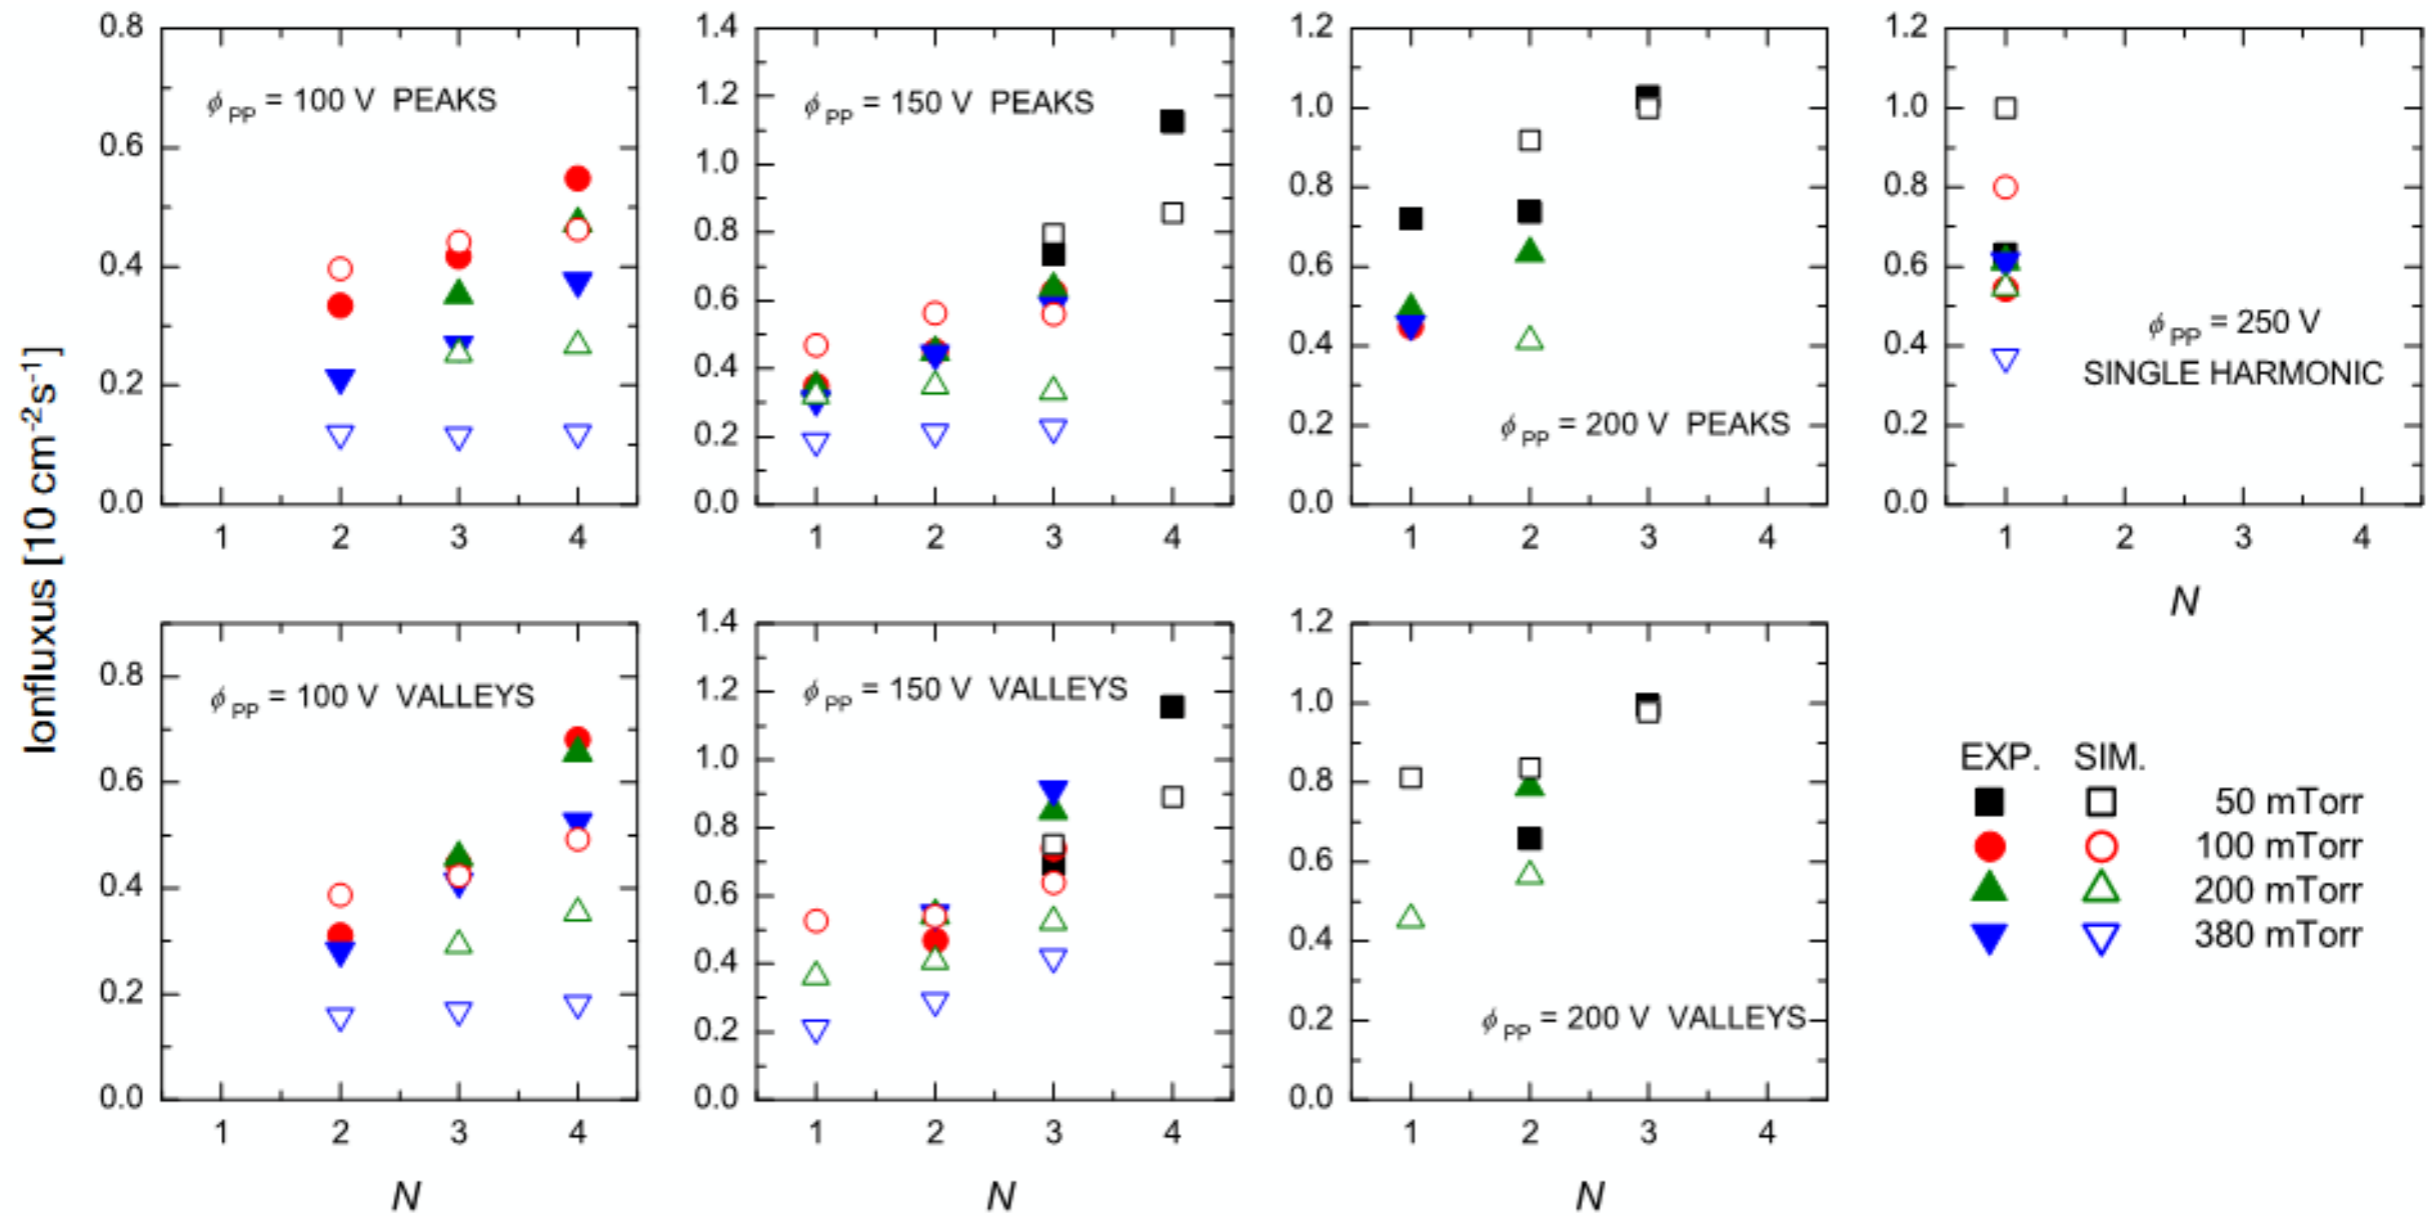 Ionfluxus [10 cm⁻²s⁻¹]
0.8
0.6
0.4
0.2
0.0
1 2 3 4
ϕ PP = 100 V PEAKS
1.4
1.2
1.0
0.8
0.6
0.4
0.2
0.0
1 2 3 4
ϕ PP = 150 V PEAKS
1.2
1.0
0.8
0.6
0.4
0.2
0.0
1 2 3 4
ϕ PP = 200 V PEAKS
1.2
1.0
0.8
0.6
0.4
0.2
0.0
1 2 3 4
N
ϕ PP = 250 V
SINGLE HARMONIC
0.8
0.6
0.4
0.2
0.0
1 2 3 4
N
ϕ PP = 100 V VALLEYS
1.4
1.2
1.0
0.8
0.6
0.4
0.2
0.0
1 2 3 4
N
ϕ PP = 150 V VALLEYS
1.2
1.0
0.8
0.6
0.4
0.2
0.0
1 2 3 4
N
ϕ PP = 200 V VALLEYS
EXP. SIM.
50 mTorr
100 mTorr
200 mTorr
380 mTorr